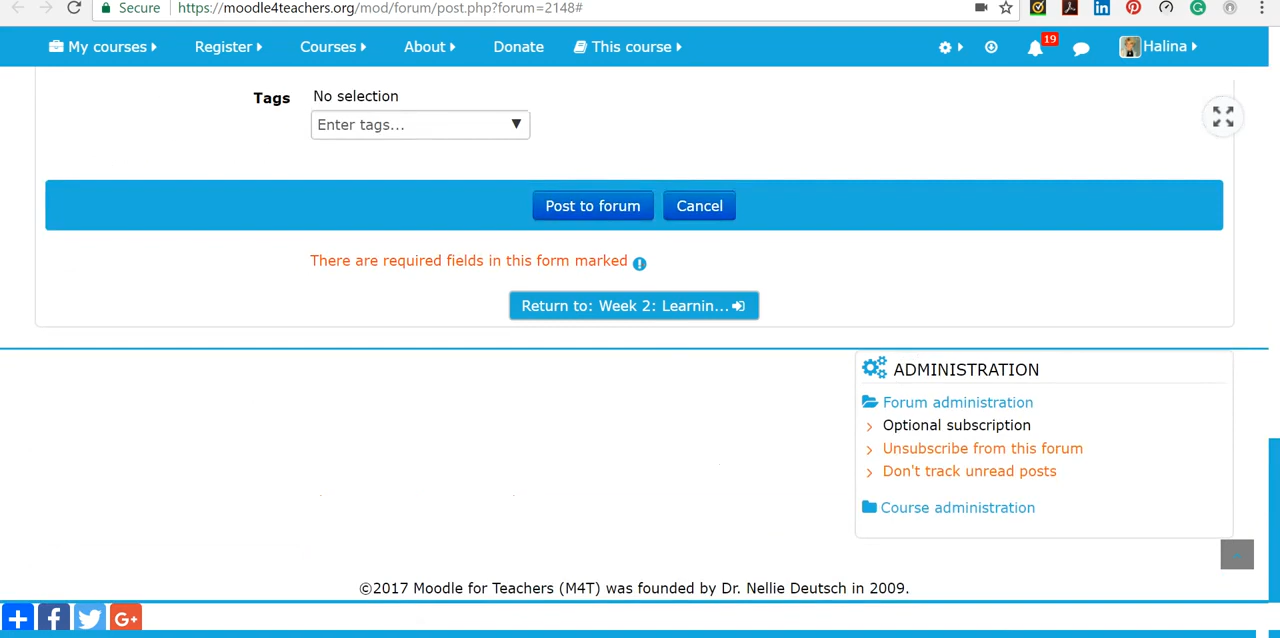 Secure https://moodle4teachers.org/mod/forum/post.php?forum=2148#
My courses Register Courses About Donate This course 19 Halina
Tags No selection
Enter tags...
Post to forum Cancel
There are required fields in this form marked
Return to: Week 2: Learnin...
ADMINISTRATION
Forum administration
Optional subscription
Unsubscribe from this forum
Don't track unread posts
Course administration
©2017 Moodle for Teachers (M4T) was founded by Dr. Nellie Deutsch in 2009.